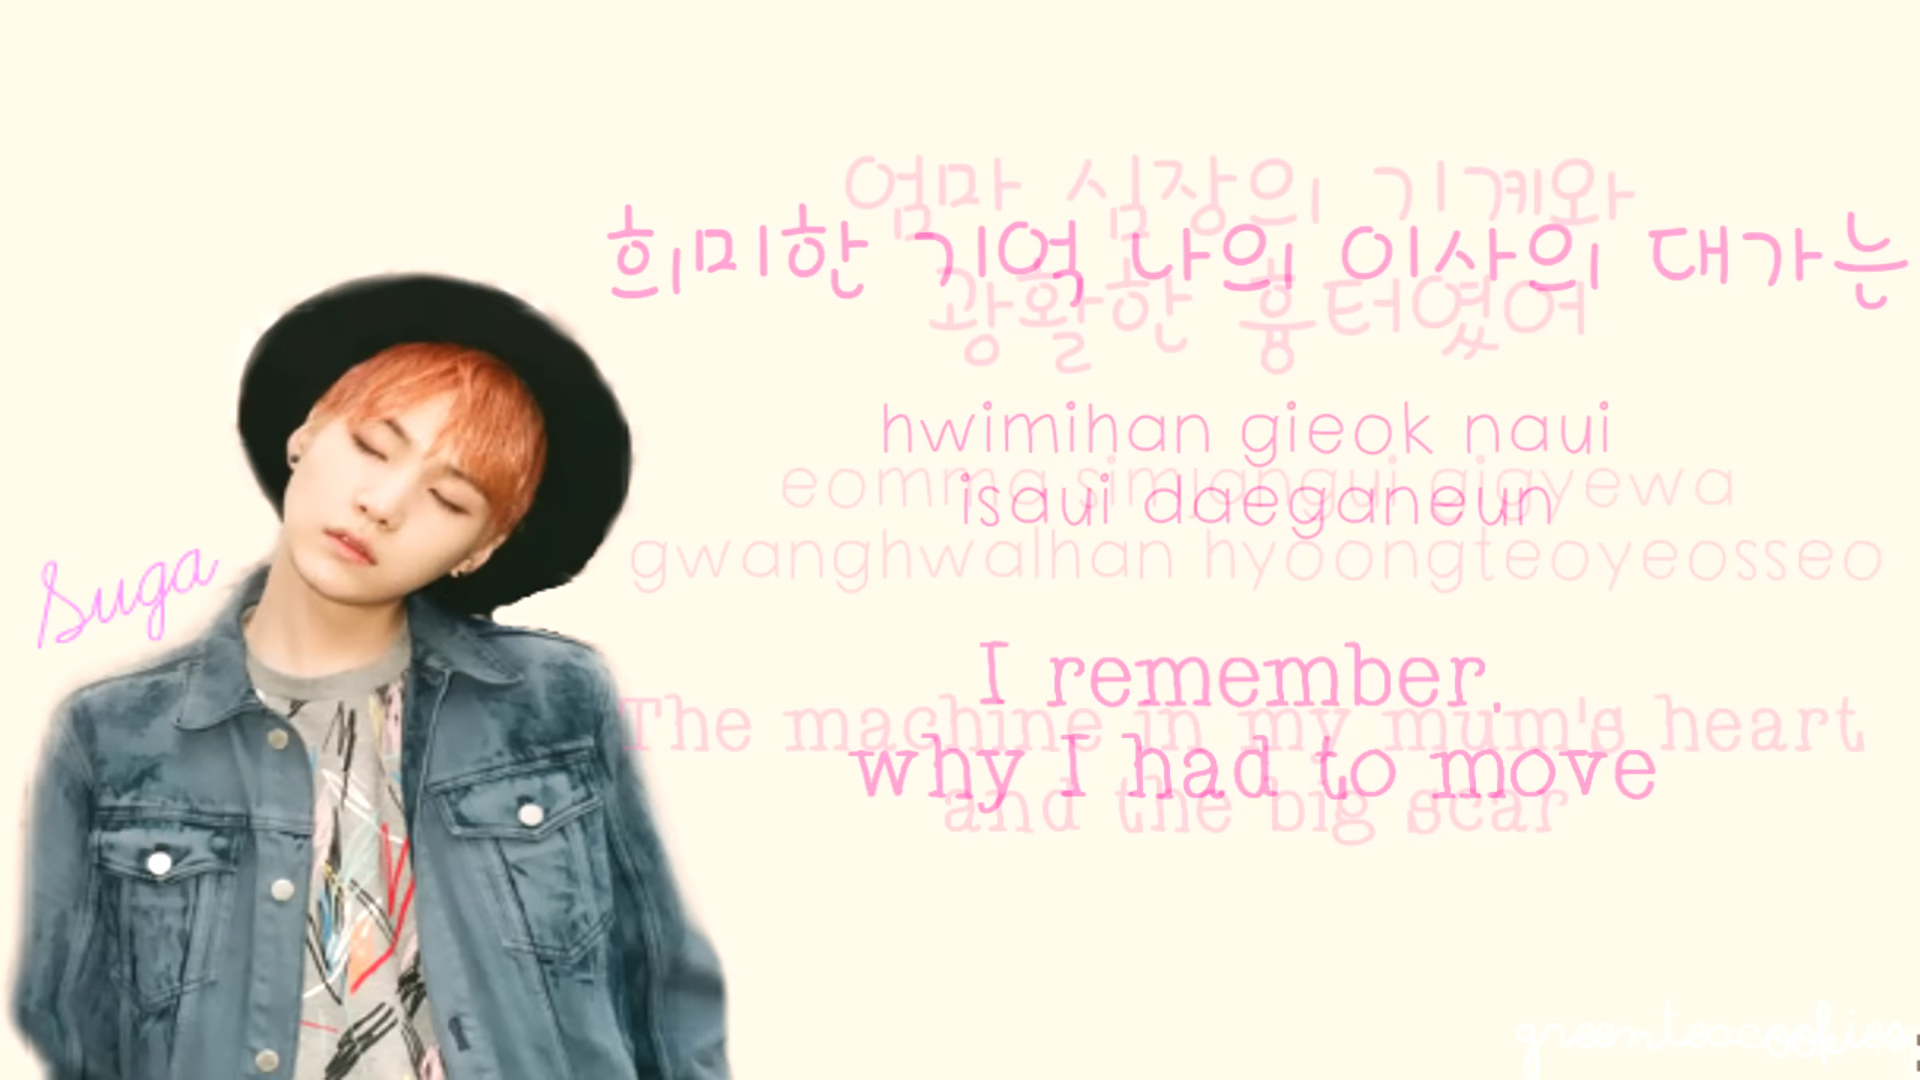 엄마 심장의 기계와
희미한 기억 나의 이사의 대가는
광활한 흉터였어
hwimihan gieok naui
eomma simjangui gigyewa
isaui daeganeun
gwanghwalhan hyoongteoyeosseo
Suga
I remember,
The machine in my mum's heart
why I had to move
and the big scar
greenteacookies